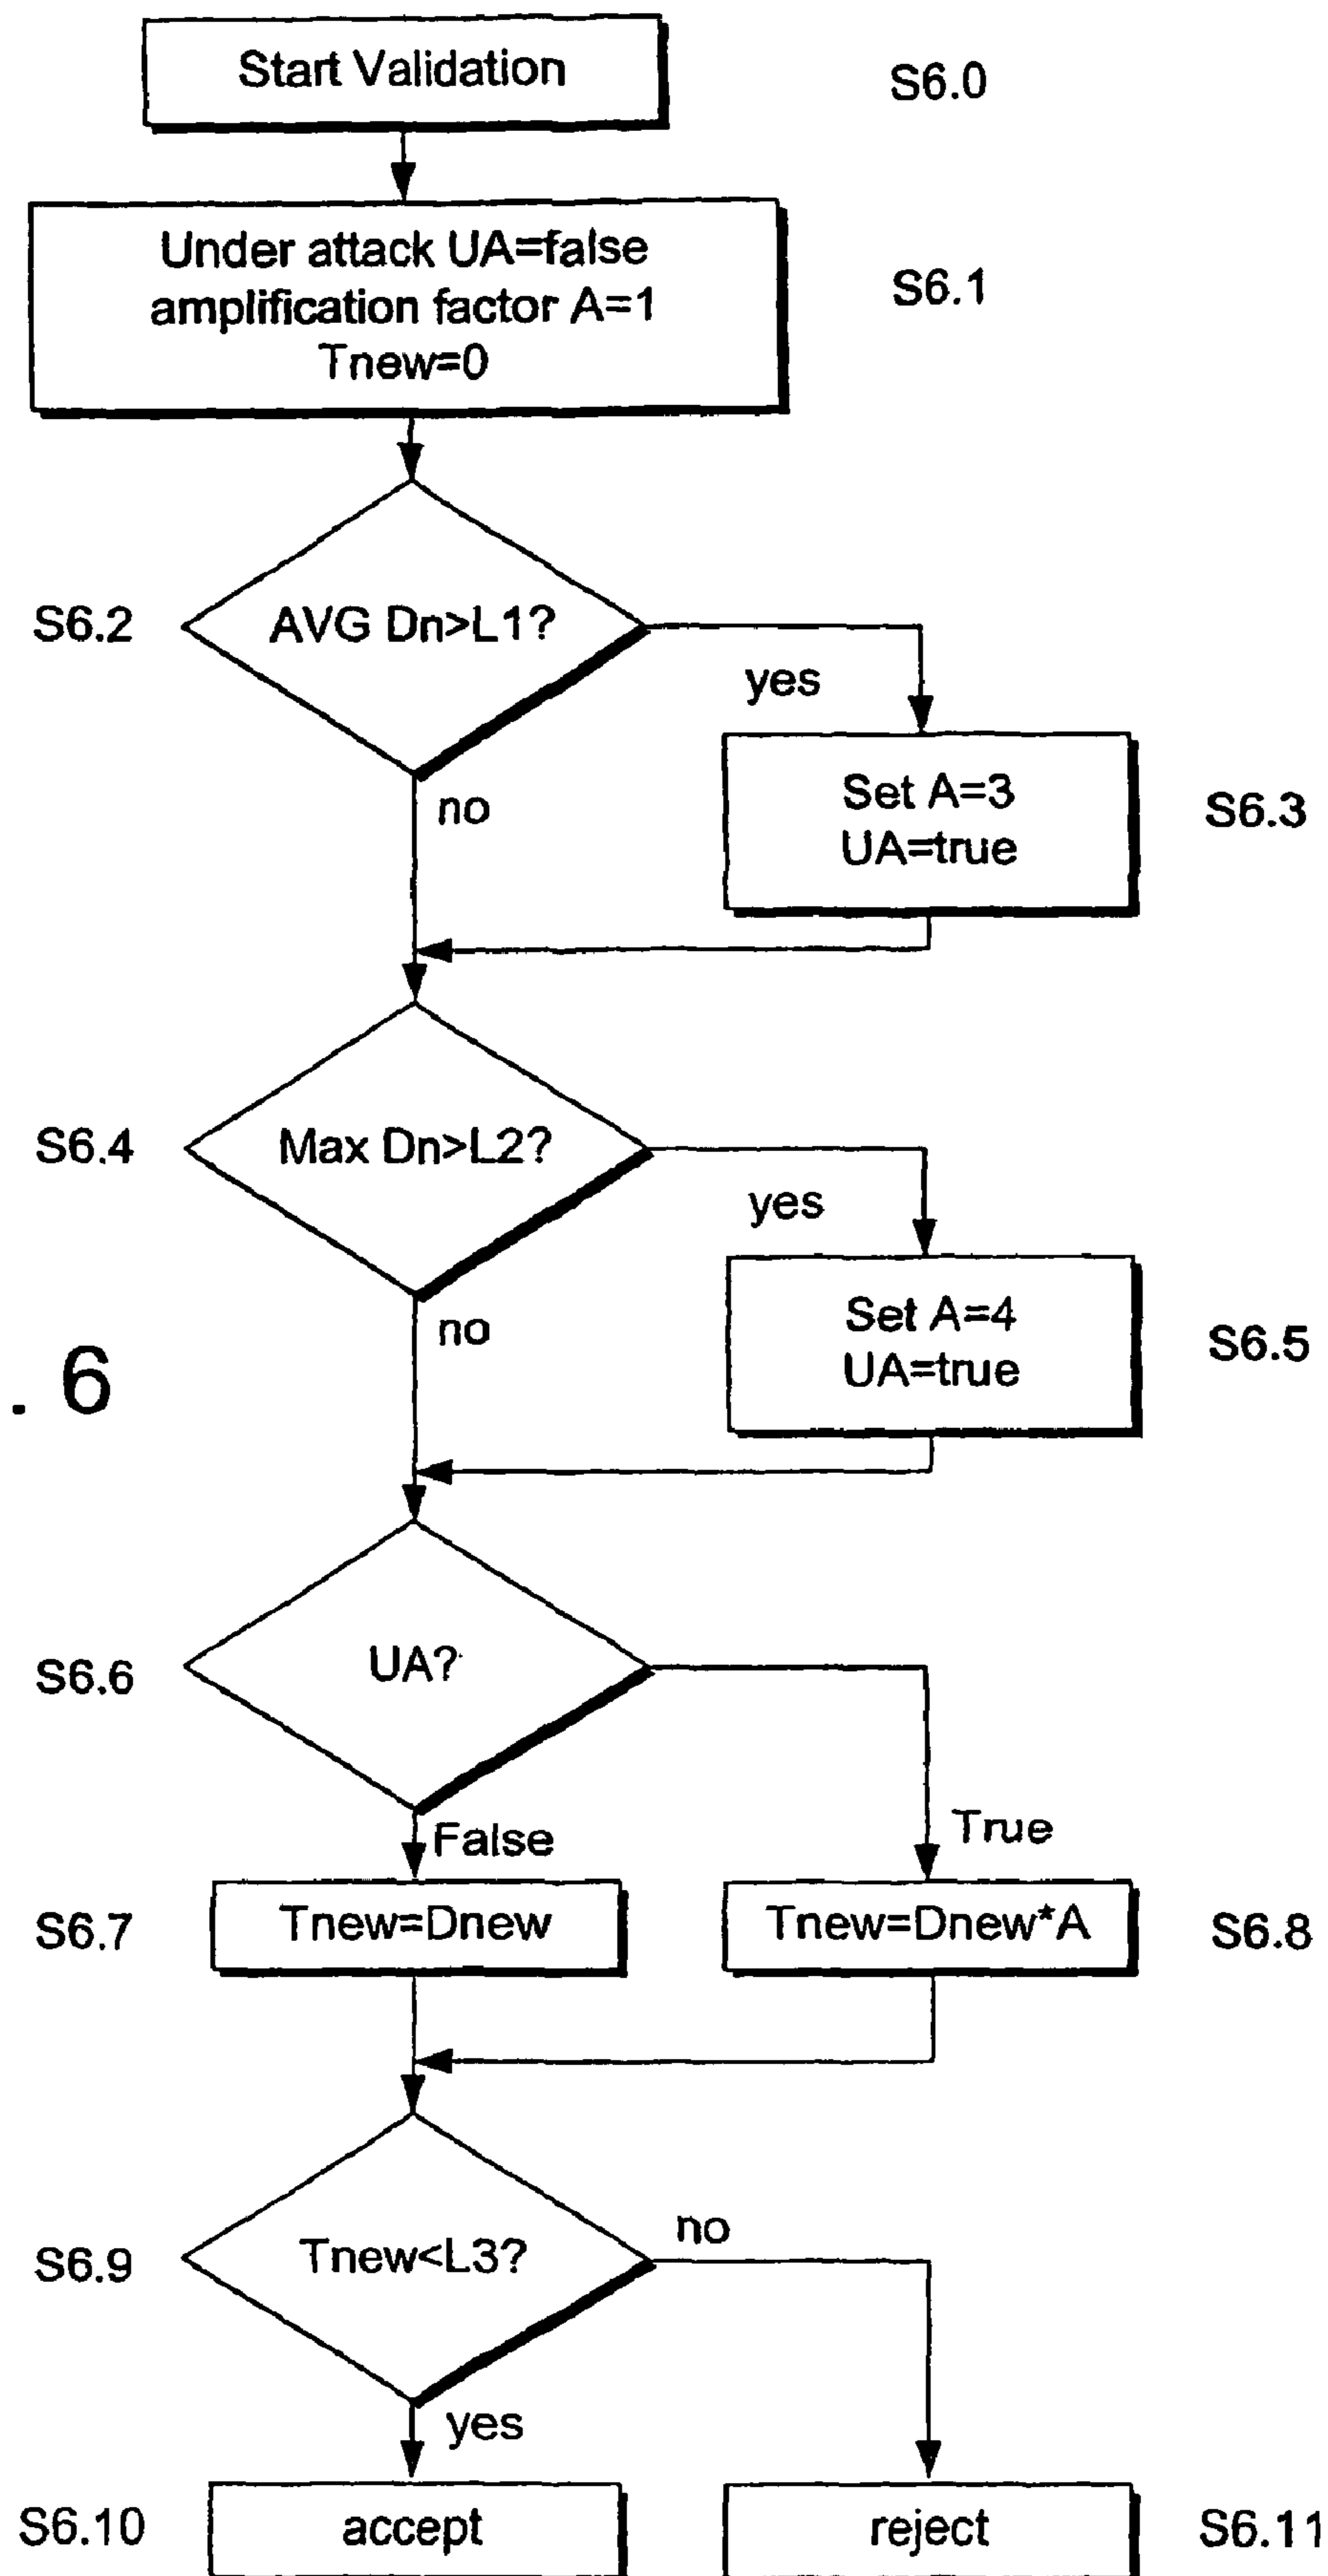 Start Validation
S6.0
Under attack UA=false
amplification factor A=1
Tnew=0
S6.1
S6.2
AVG Dn>L1?
yes
no
Set A=3
UA=true
S6.3
S6.4
Max Dn>L2?
yes
no
Set A=4
UA=true
S6.5
. 6
S6.6
UA?
False
True
S6.7
Tnew=Dnew
Tnew=Dnew*A
S6.8
S6.9
Tnew<L3?
no
yes
S6.10
accept
reject
S6.11